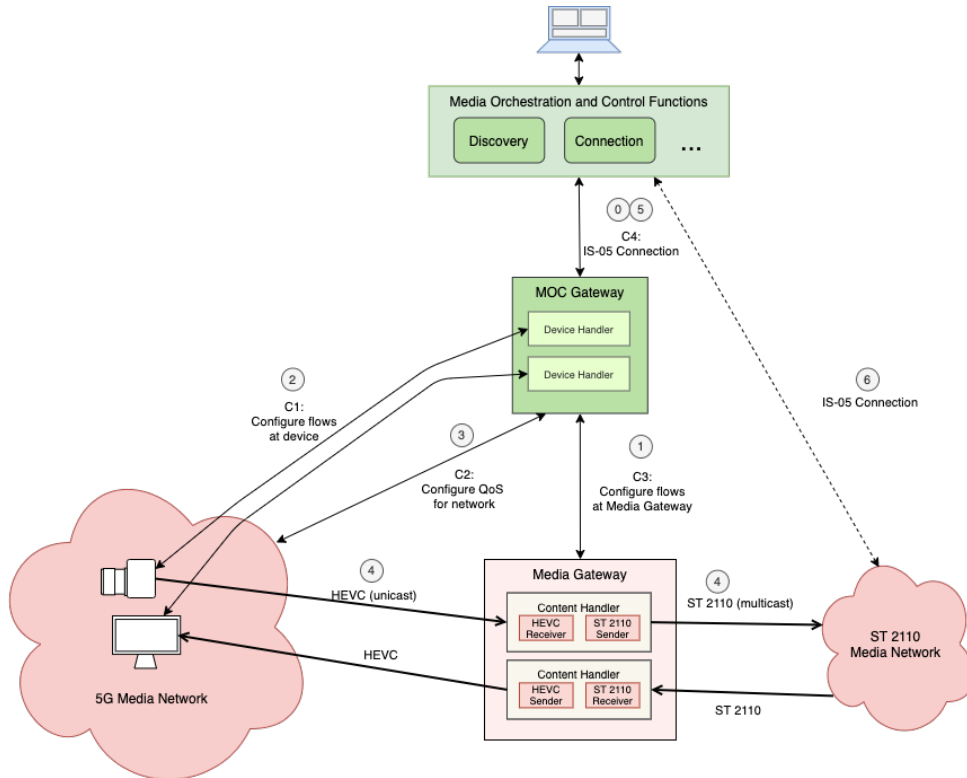 Media Orchestration and Control Functions
Discovery
Connection
...
0
5
C4:
IS-05 Connection
MOC Gateway
Device Handler
Device Handler
2
C1:
Configure flows
at device
3
C2:
Configure QoS
for network
1
C3:
Configure flows
at Media Gateway
6
IS-05 Connection
Media Gateway
4
HEVC (unicast)
Content Handler
HEVC
Receiver
ST 2110
Sender
4
ST 2110 (multicast)
ST 2110
Media Network
HEVC
Content Handler
HEVC
Sender
ST 2110
Receiver
ST 2110
5G Media Network